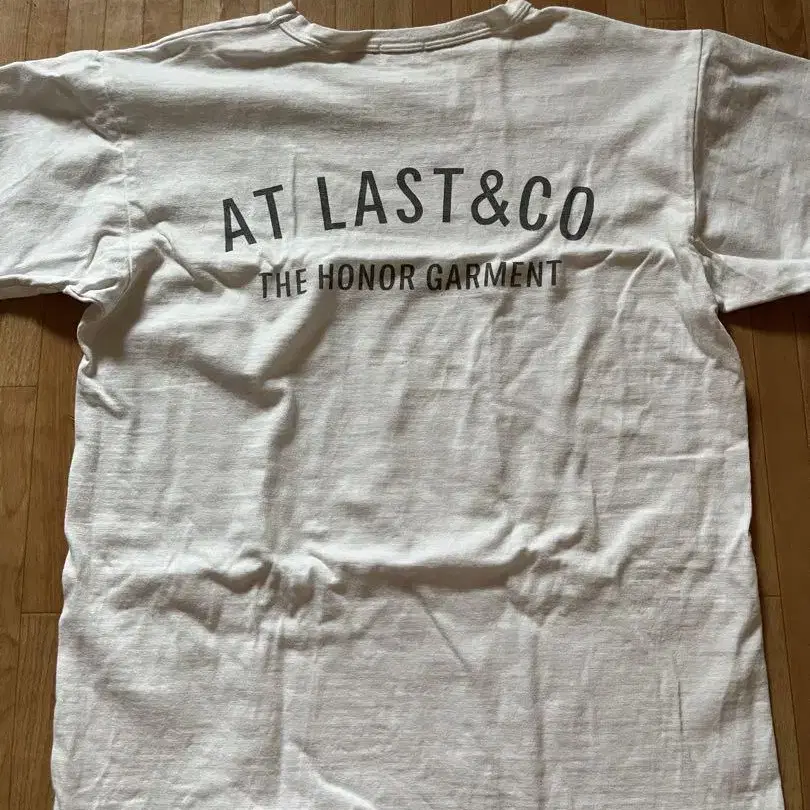 AT LAST&CO
THE HONOR GARMENT